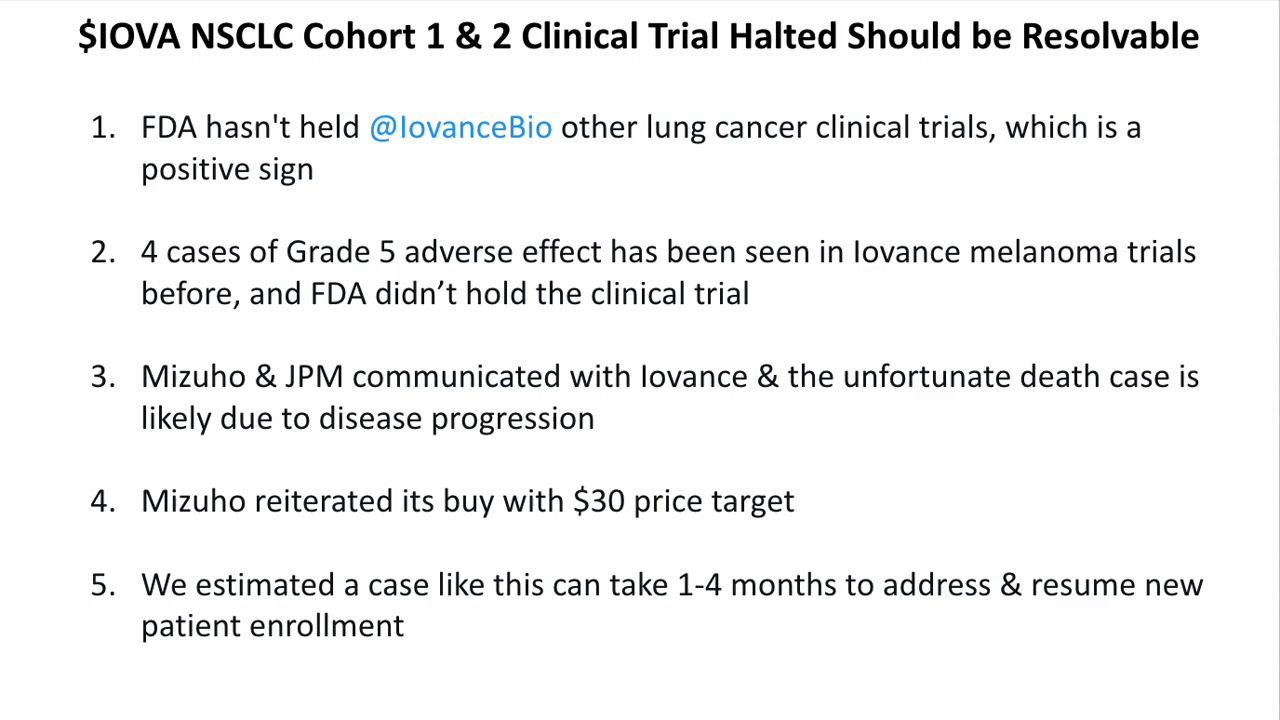 $IOVA NSCLC Cohort 1 & 2 Clinical Trial Halted Should be Resolvable
1. FDA hasn't held @IovanceBio other lung cancer clinical trials, which is a
positive sign
2. 4 cases of Grade 5 adverse effect has been seen in Iovance melanoma trials
before, and FDA didn’t hold the clinical trial
3. Mizuho & JPM communicated with Iovance & the unfortunate death case is
likely due to disease progression
4. Mizuho reiterated its buy with $30 price target
5. We estimated a case like this can take 1-4 months to address & resume new
patient enrollment